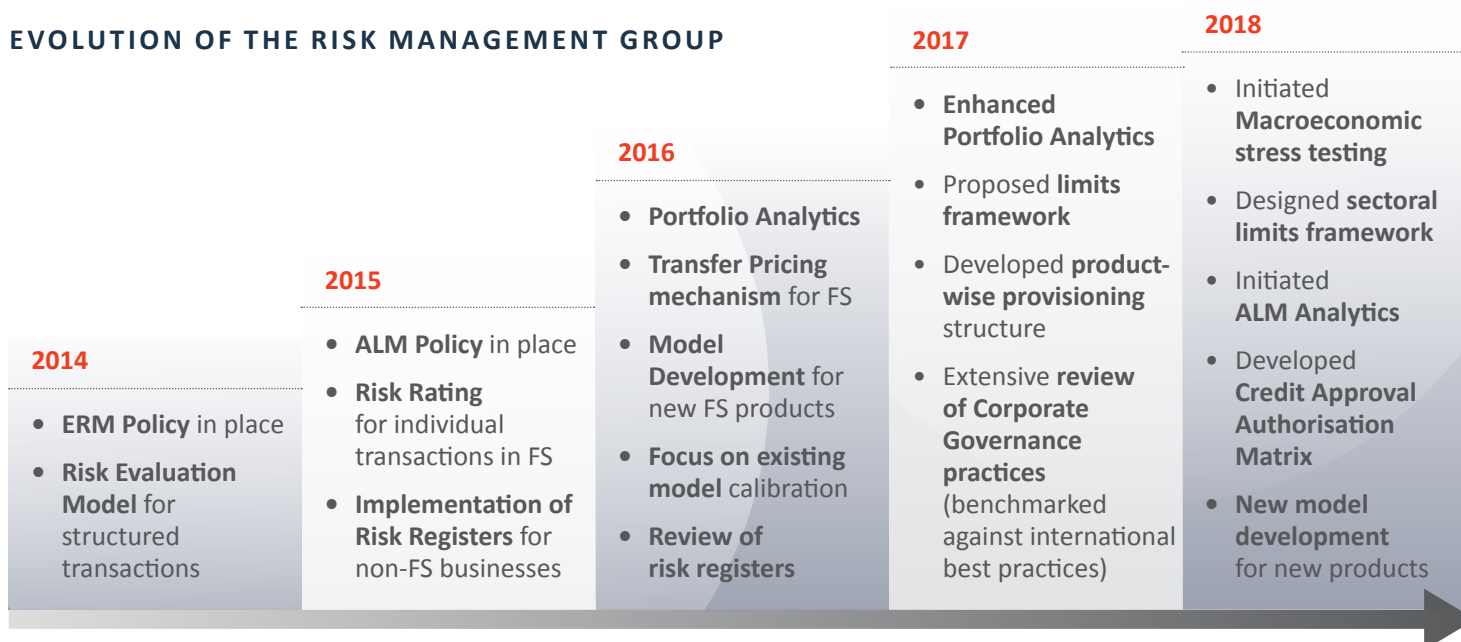 EVOLUTION OF THE RISK MANAGEMENT GROUP
2014
• ERM Policy in place
• Risk Evaluation
Model for
structured
transactions
2015
• ALM Policy in place
• Risk Rating
for individual
transactions in FS
• Implementation of
Risk Registers for
non-FS businesses
2016
• Portfolio Analytics
• Transfer Pricing
mechanism for FS
• Model
Development for
new FS products
• Focus on existing
model calibration
• Review of
risk registers
2017
• Enhanced
Portfolio Analytics
• Proposed limits
framework
• Developed product-
wise provisioning
structure
• Extensive review
of Corporate
Governance
practices
(benchmarked
against international
best practices)
2018
• Initiated
Macroeconomic
stress testing
• Designed sectoral
limits framework
• Initiated
ALM Analytics
• Developed
Credit Approval
Authorisation
Matrix
• New model
development
for new products